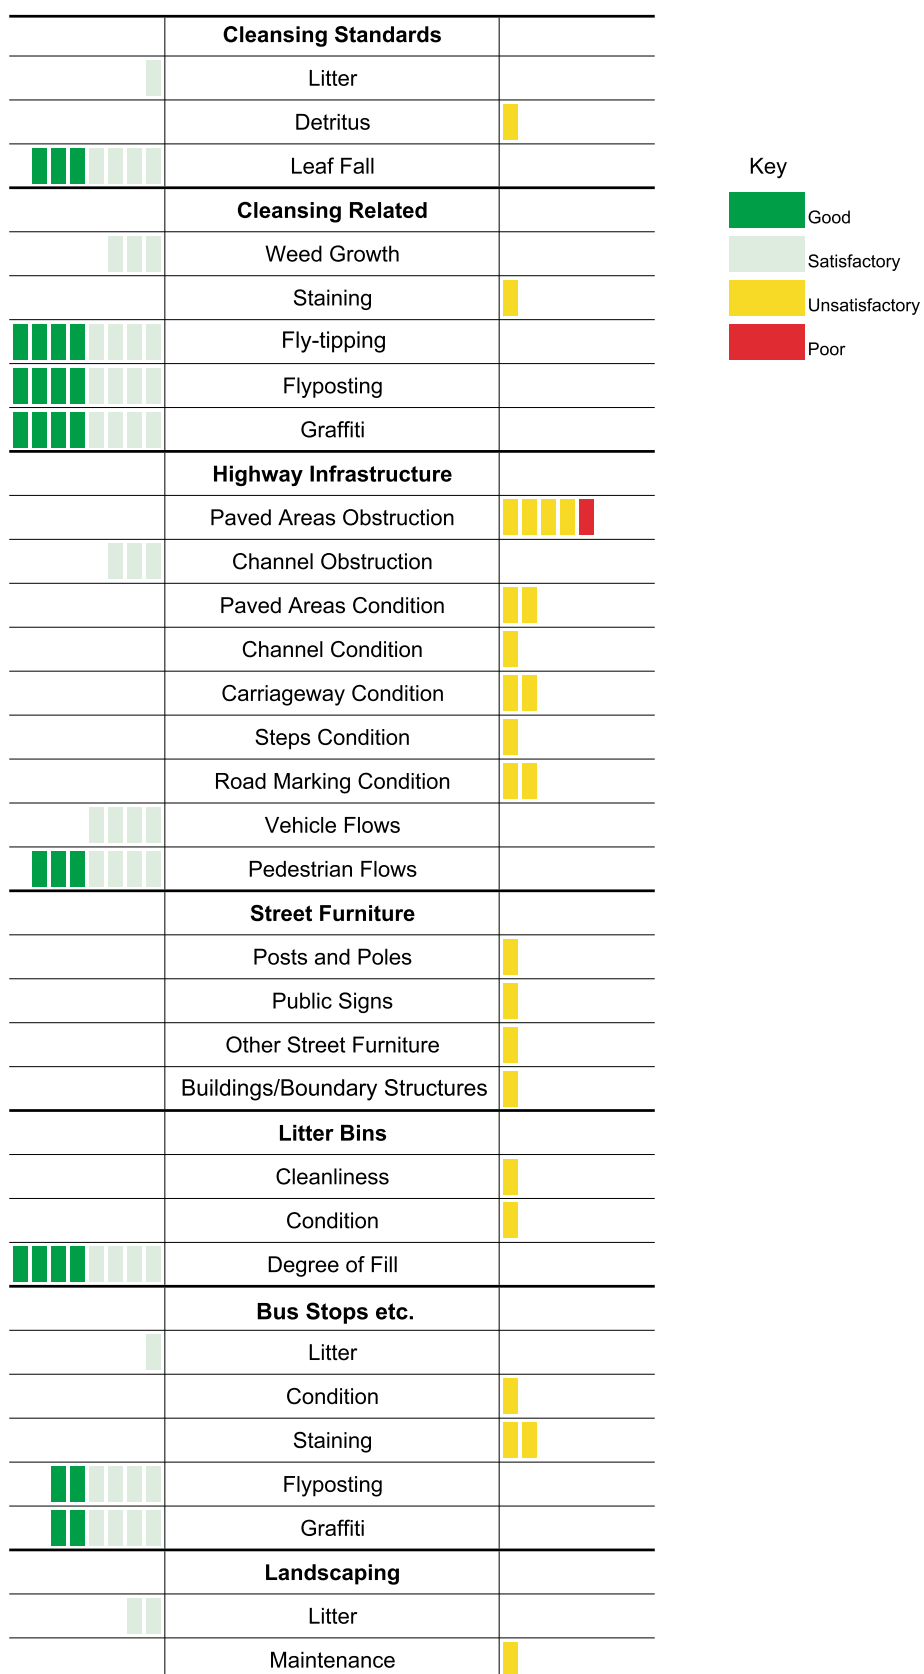 Cleansing Standards
Litter
Detritus
Leaf Fall
Cleansing Related
Weed Growth
Staining
Fly-tipping
Flyposting
Graffiti
Highway Infrastructure
Paved Areas Obstruction
Channel Obstruction
Paved Areas Condition
Channel Condition
Carriageway Condition
Steps Condition
Road Marking Condition
Vehicle Flows
Pedestrian Flows
Street Furniture
Posts and Poles
Public Signs
Other Street Furniture
Buildings/Boundary Structures
Litter Bins
Cleanliness
Condition
Degree of Fill
Bus Stops etc.
Litter
Condition
Staining
Flyposting
Graffiti
Landscaping
Litter
Maintenance
Key
Good
Satisfactory
Unsatisfactory
Poor